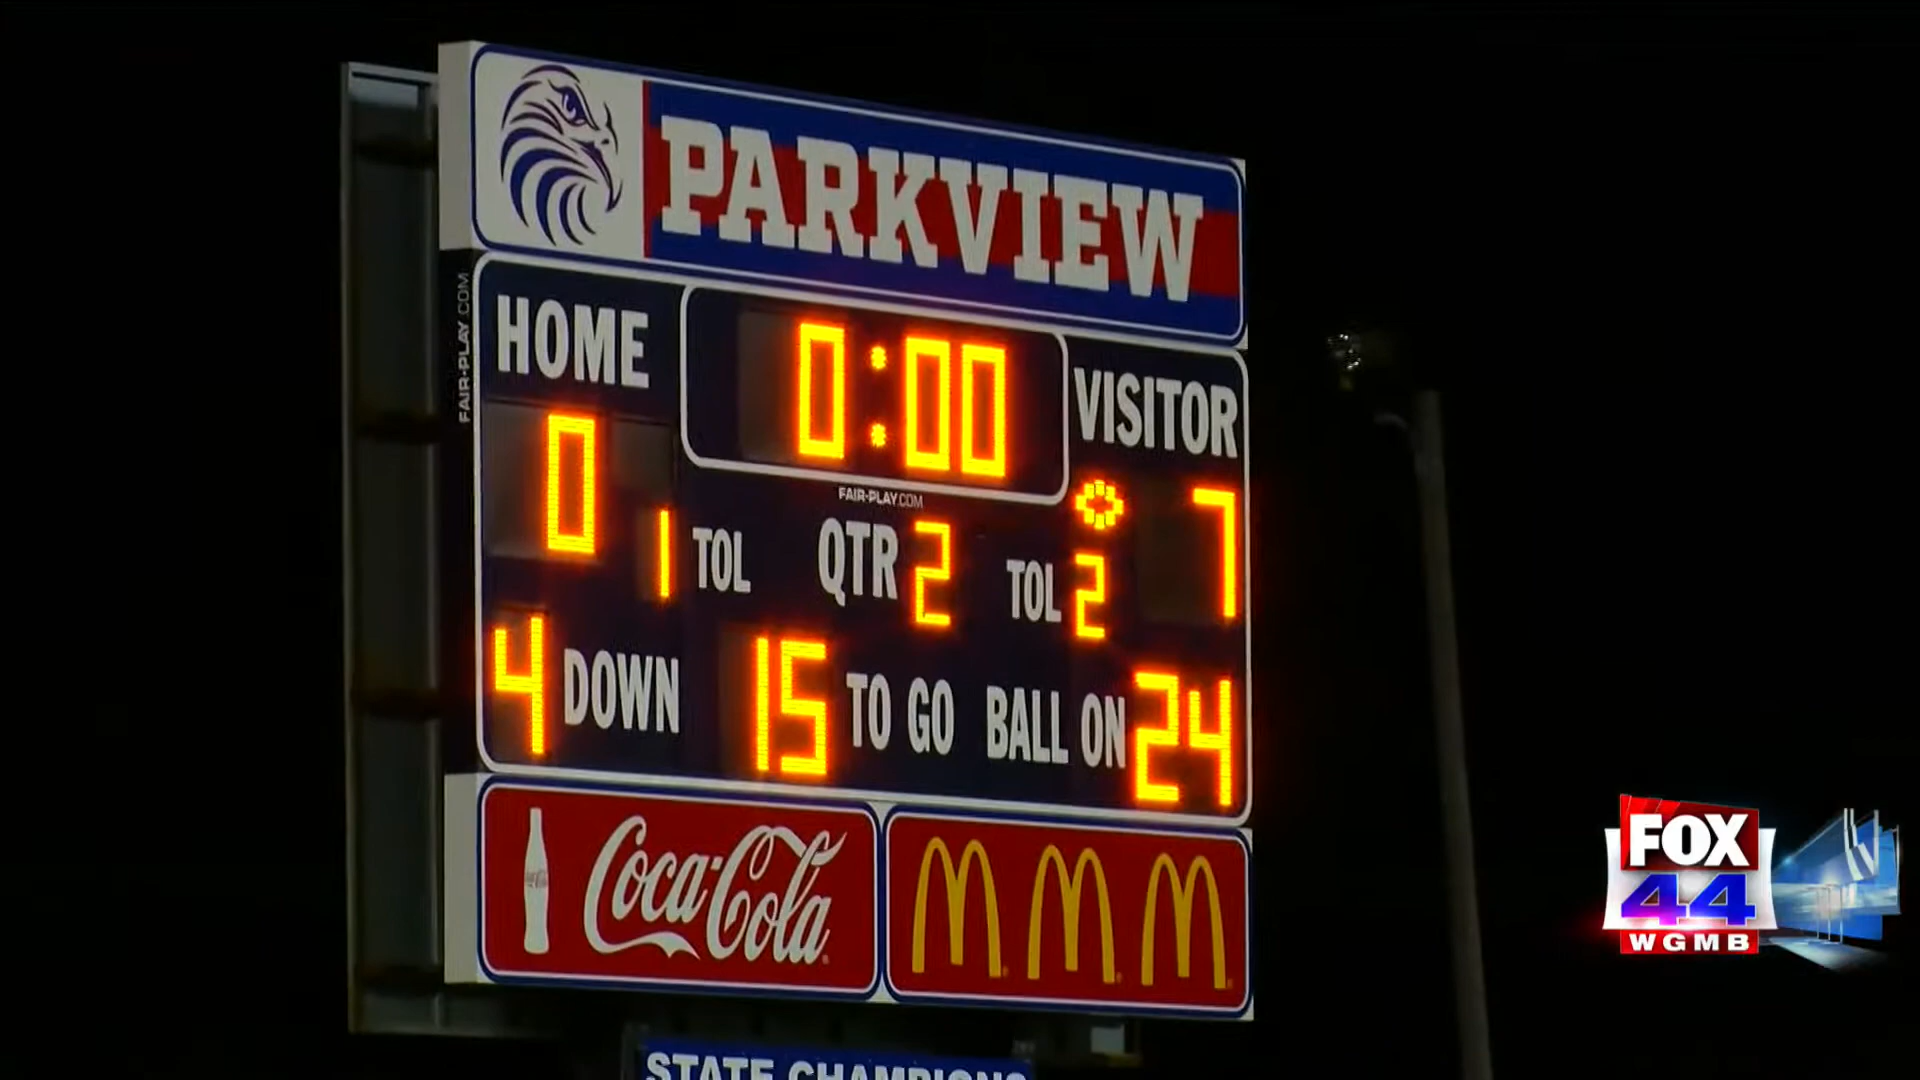 PARKVIEW
HOME
0:00
VISITOR
FAIR-PLAY.COM
FAIR-PLAY.COM
0
7
1 TOL
QTR 2
TOL 2
4 DOWN
15 TO GO
BALL ON 24
Coca-Cola
STATE CHAMPIONS
FOX
44
WGMB